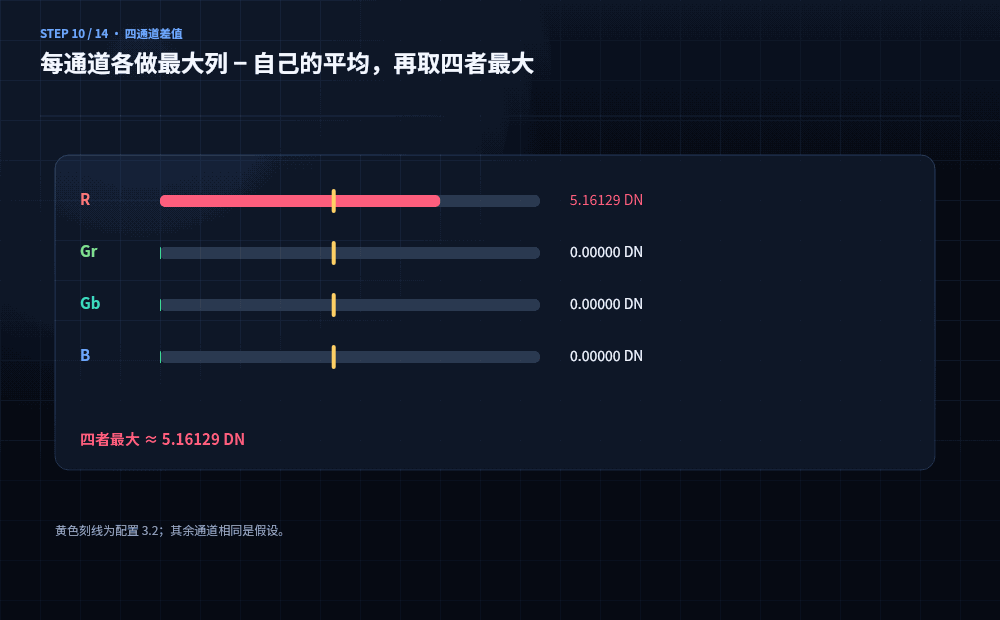 STEP 10 / 14 · 四通道差值
每通道各做最大列 − 自己的平均，再取四者最大
R 5.16129 DN
Gr 0.00000 DN
Gb 0.00000 DN
B 0.00000 DN
四者最大 ≈ 5.16129 DN
黄色刻线为配置 3.2；其余通道相同是假设。